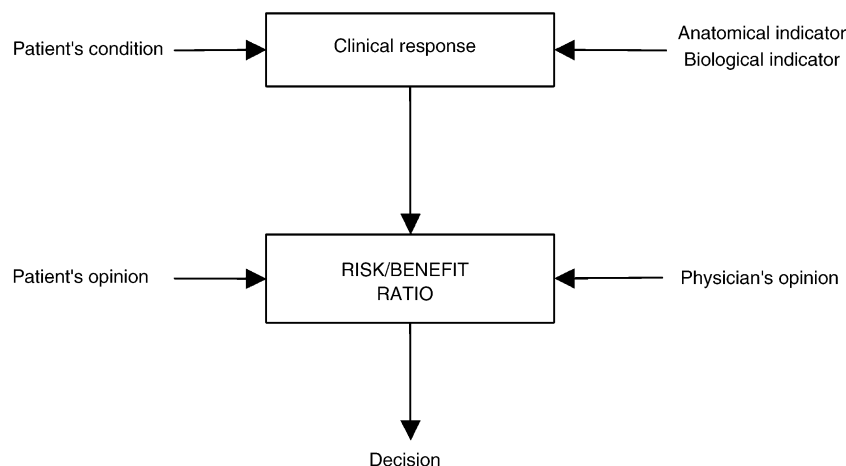 Patient's condition
Clinical response
Anatomical indicator
Biological indicator
Patient's opinion
RISK/BENEFIT
RATIO
Physician's opinion
Decision